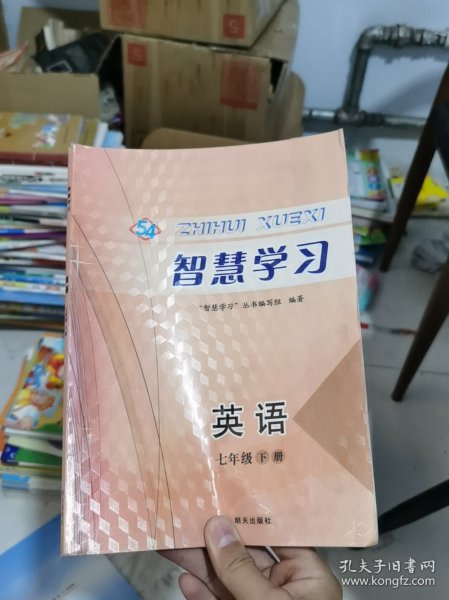 54
ZHIHUI XUEXI
智慧学习
“智慧学习”丛书编写组 编著
英语
七年级 下册
明天出版社
孔夫子旧书网
www.kongfz.com